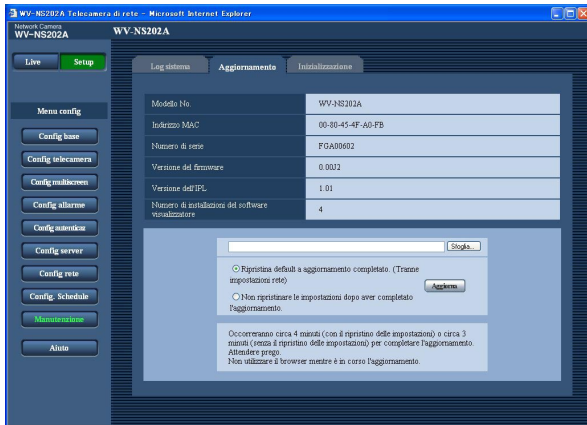 WV-NS202A Telecamera di rete - Microsoft Internet Explorer
Network Camera
WV-NS202A
WV-NS202A
Live
Setup
Log sistema
Aggiornamento
Inizializzazione
Menu config
Config base
Config telecamera
Config multiscreen
Config allarme
Config autenticaz
Config server
Config rete
Config. Schedule
Manutenzione
Aiuto
Modello No.
WV-NS202A
Indirizzo MAC
00-80-45-4F-A0-FB
Numero di serie
FGA00602
Versione del firmware
0.00J2
Versione dell'IPL
1.01
Numero di installazioni del software
visualizzatore
4
Sfoglia...
Ripristina default a aggiornamento completato. (Tranne
impostazioni rete)
Non ripristinare le impostazioni dopo aver completato
l'aggiornamento.
Aggiorna
Occorreranno circa 4 minuti (con il ripristino delle impostazioni) o circa 3
minuti (senza il ripristino delle impostazioni) per completare l'aggiornamento.
Attendere prego.
Non utilizzare il browser mentre è in corso l'aggiornamento.